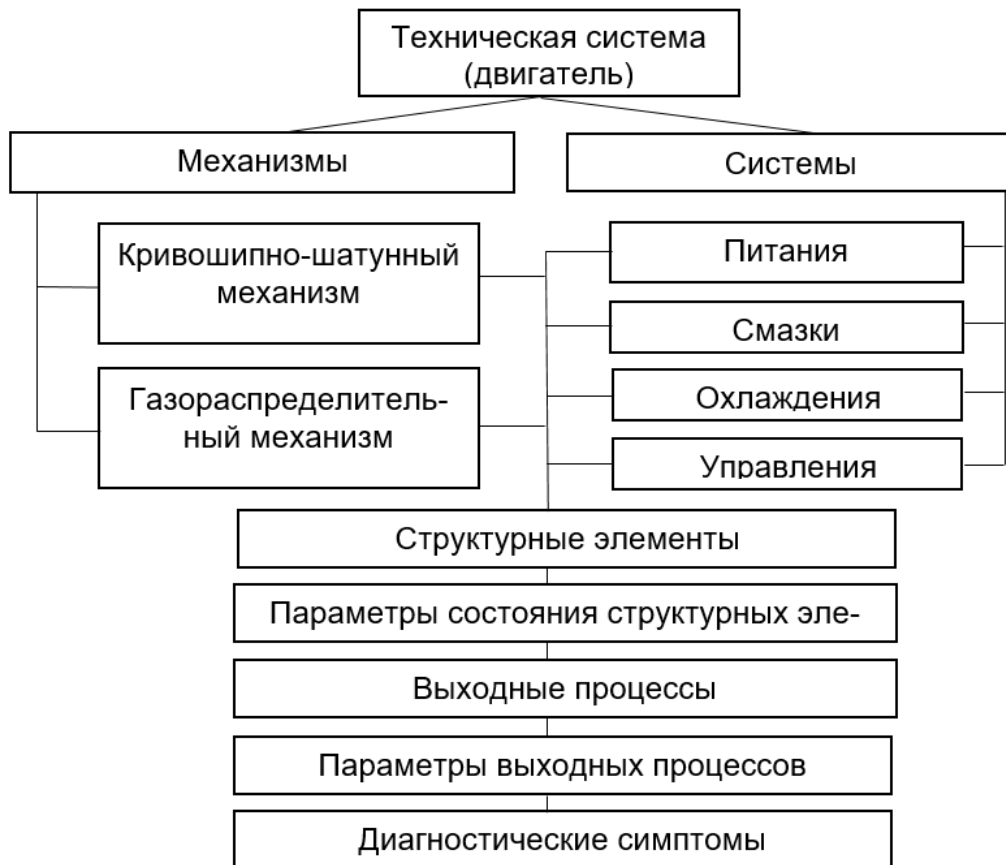 Техническая система
(двигатель)
Механизмы
Системы
Кривошипно-шатунный
механизм
Газораспределитель-
ный механизм
Питания
Смазки
Охлаждения
Управления
Структурные элементы
Параметры состояния структурных эле-
Выходные процессы
Параметры выходных процессов
Диагностические симптомы